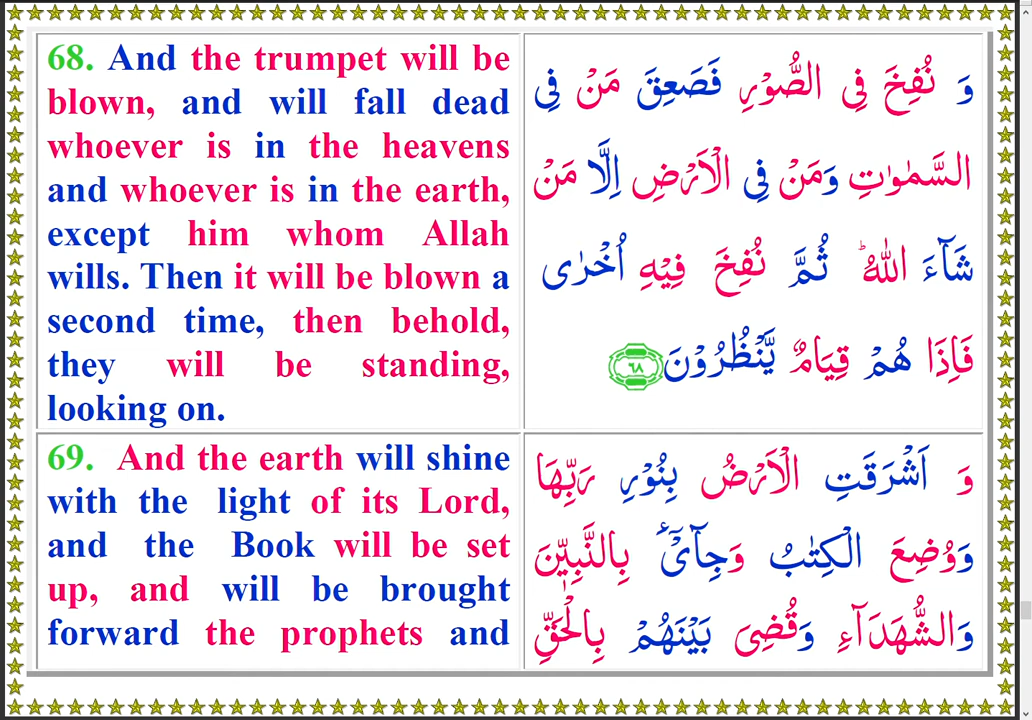 68. And the trumpet will be
blown, and will fall dead
whoever is in the heavens
and whoever is in the earth,
except him whom Allah
wills. Then it will be blown a
second time, then behold,
they will be standing,
looking on.
وَ نُفِخَ فِی الصُّوْرِ فَصَعِقَ مَنْ فِی
السَّمٰوٰتِ وَمَنْ فِی الْاَرْضِ اِلَّا مَنْ
شَآءَ اللّٰهُ ؕ ثُمَّ نُفِخَ فِیْهِ اُخْرٰی
فَاِذَا هُمْ قِیَامٌ یَّنْظُرُوْنَ ٦٨
69. And the earth will shine
with the light of its Lord,
and the Book will be set
up, and will be brought
forward the prophets and
وَ اَشْرَقَتِ الْاَرْضُ بِنُوْرِ رَبِّهَا
وَوُضِعَ الْكِتٰبُ وَجِایْٓءَ بِالنَّبِیّٖنَ
وَالشُّهَدَآءِ وَقُضِیَ بَیْنَهُمْ بِالْحَقِّ